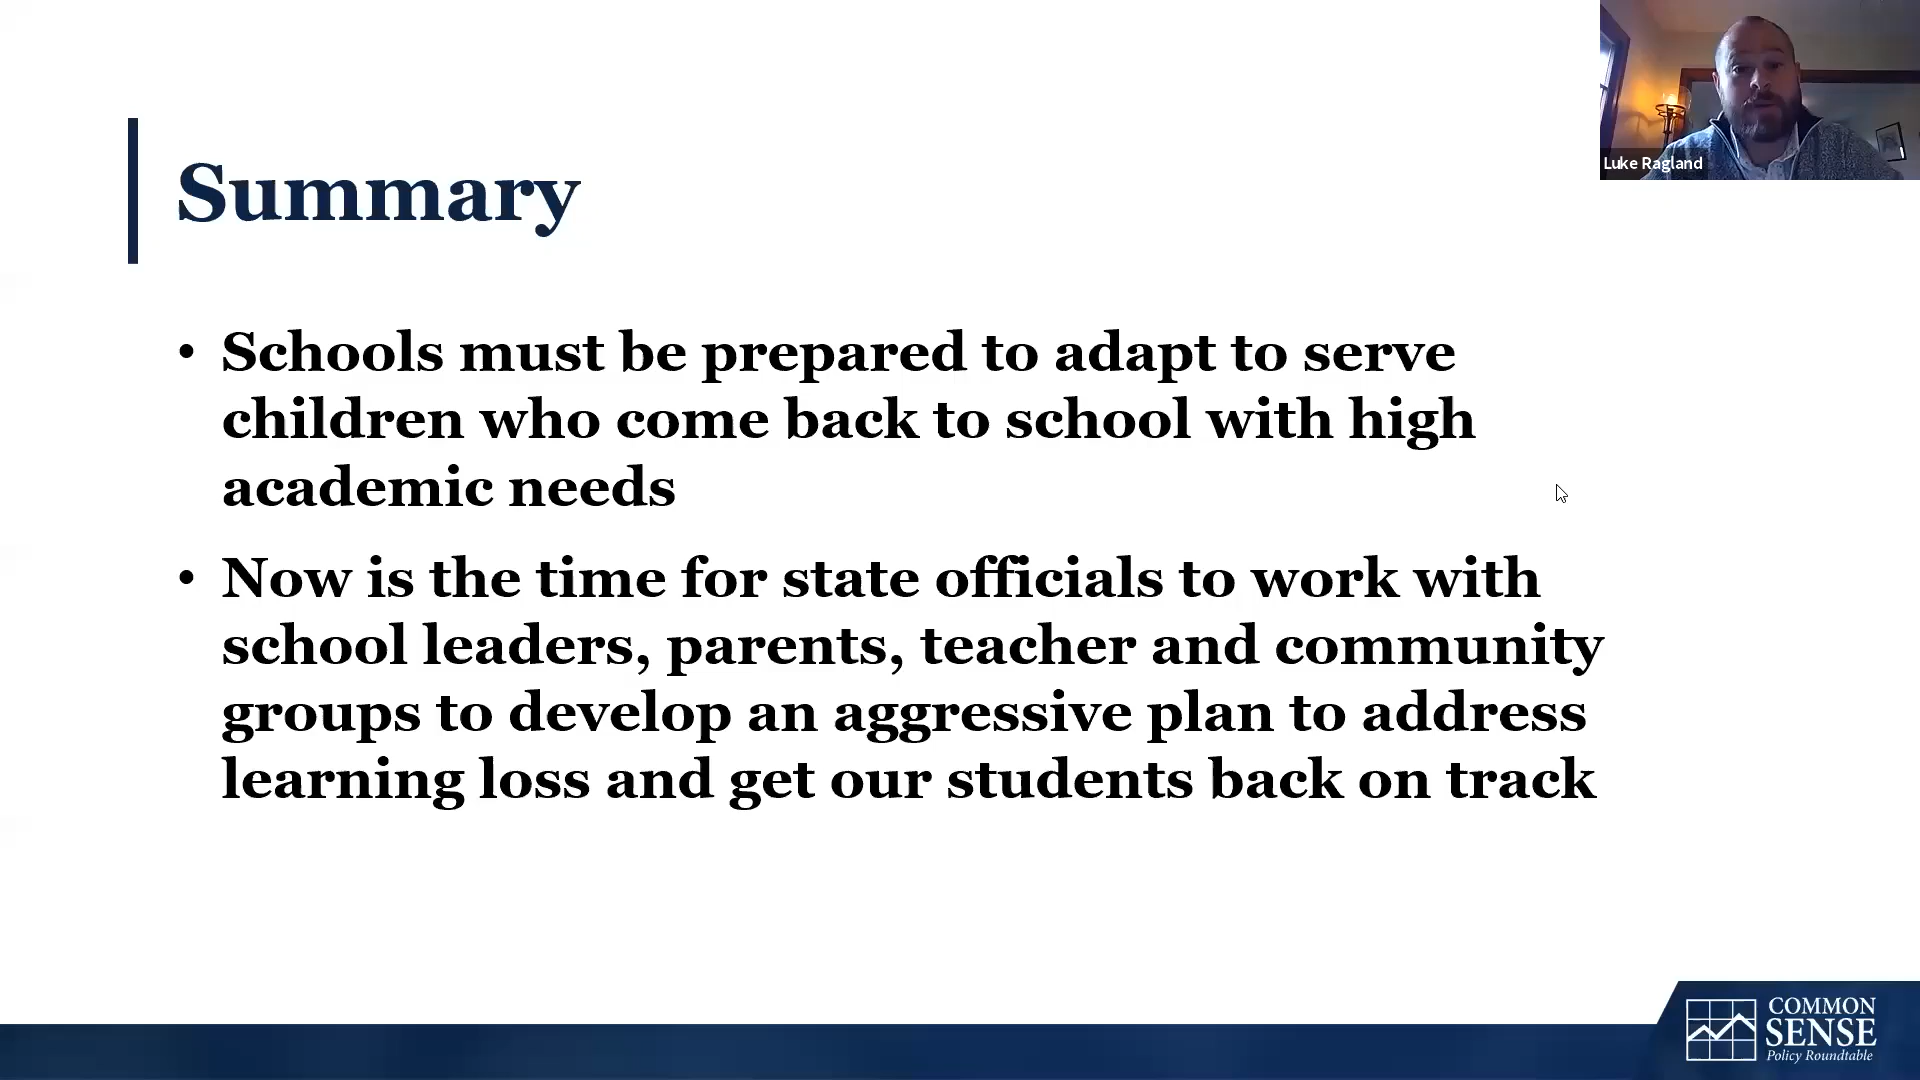 Luke Ragland
Summary
• Schools must be prepared to adapt to serve
children who come back to school with high
academic needs
• Now is the time for state officials to work with
school leaders, parents, teacher and community
groups to develop an aggressive plan to address
learning loss and get our students back on track
COMMON
SENSE
Policy Roundtable